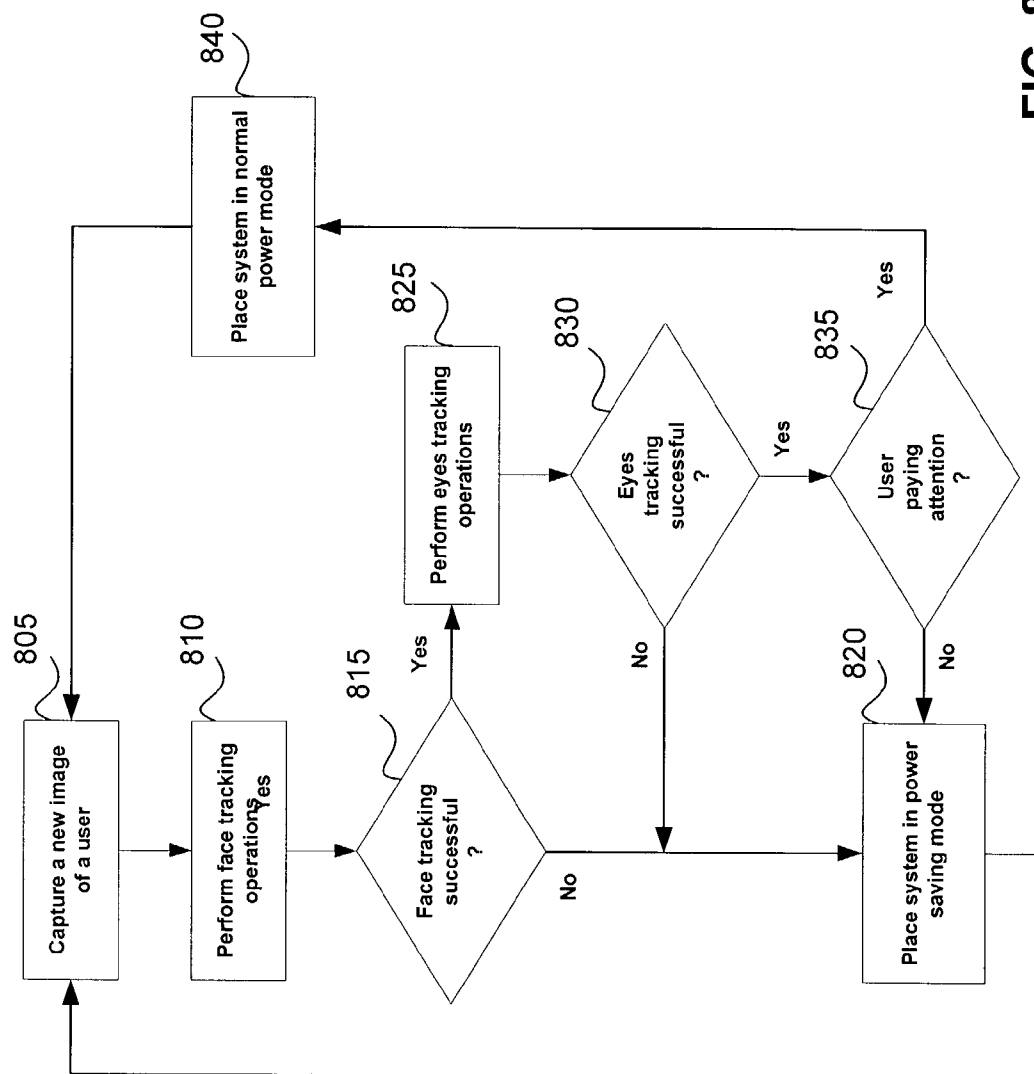 805
Capture a new image
of a user
810
Perform face tracking
operations
Yes
815
Face tracking
successful
?
Yes
No
825
Perform eyes tracking
operations
830
Eyes
tracking
successful
?
No
Yes
835
User
paying
attention
?
No
Yes
820
Place system in power
saving mode
840
Place system in normal
power mode
FIG.